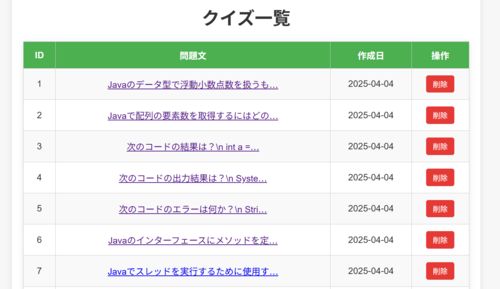 クイズ一覧
ID 問題文 作成日 操作
1 Javaのデータ型で浮動小数点数を扱うも... 2025-04-04 削除
2 Javaで配列の要素数を取得するにはどの... 2025-04-04 削除
3 次のコードの結果は？\n int a =... 2025-04-04 削除
4 次のコードの出力結果は？\n Syste... 2025-04-04 削除
5 次のコードのエラーは何か？\n Stri... 2025-04-04 削除
6 Javaのインターフェースにメソッドを定... 2025-04-04 削除
7 Javaでスレッドを実行するために使用す... 2025-04-04 削除